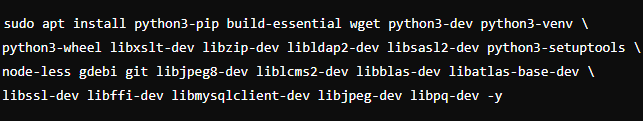 sudo apt install python3-pip build-essential wget python3-dev python3-venv \
python3-wheel libxslt-dev libzip-dev libldap2-dev libsasl2-dev python3-setuptools \
node-less gdebi git libjpeg8-dev liblcms2-dev libblas-dev libatlas-base-dev \
libssl-dev libffi-dev libmysqlclient-dev libjpeg-dev libpq-dev -y